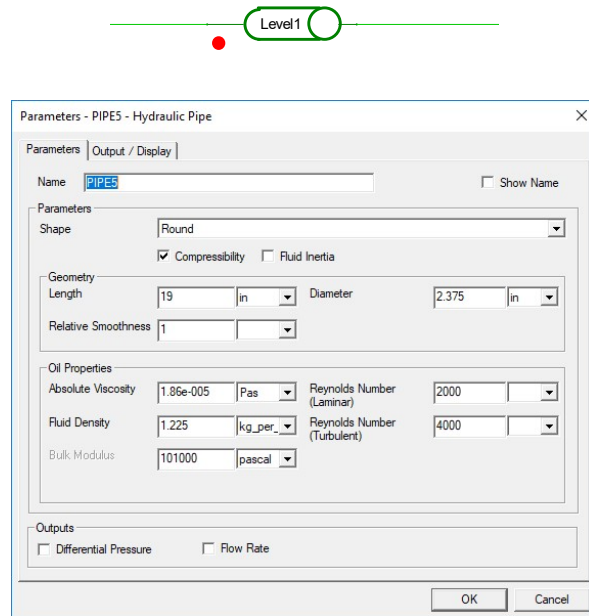 Level1
Parameters - PIPE5 - Hydraulic Pipe
Parameters Output / Display
Name PIPE5 Show Name
Parameters
Shape Round
Compressibility Fluid Inertia
Geometry
Length 19 in Diameter 2.375 in
Relative Smoothness 1
Oil Properties
Absolute Viscosity 1.86e-005 Pas Reynolds Number (Laminar) 2000
Fluid Density 1.225 kg_per_ Reynolds Number (Turbulent) 4000
Bulk Modulus 101000 pascal
Outputs
Differential Pressure Flow Rate
OK Cancel